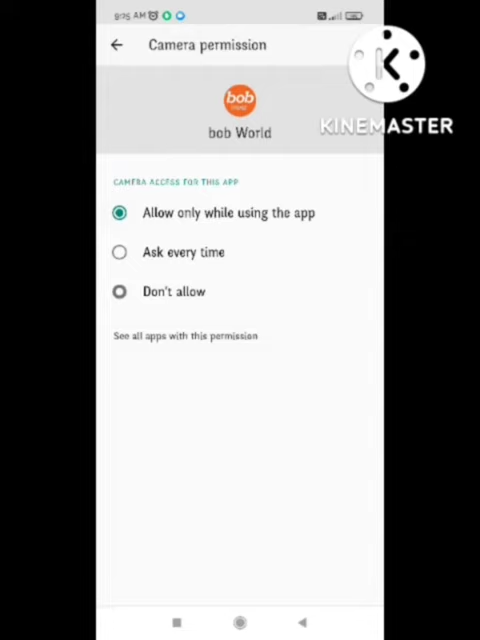 9:25 AM
Camera permission
KINEMASTER
bob
bob World
CAMERA ACCESS FOR THIS APP
Allow only while using the app
Ask every time
Don't allow
See all apps with this permission